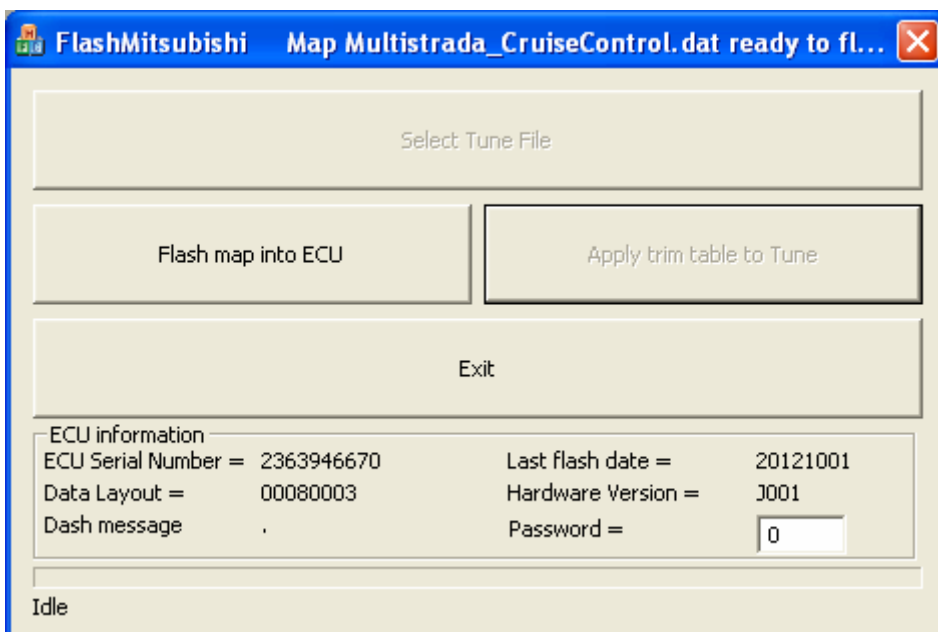 FlashMitsubishi Map Multistrada_CruiseControl.dat ready to fl...
Select Tune File
Flash map into ECU
Apply trim table to Tune
Exit
ECU information
ECU Serial Number = 2363946670 Last flash date = 20121001
Data Layout = 00080003 Hardware Version = J001
Dash message . Password = 0
Idle